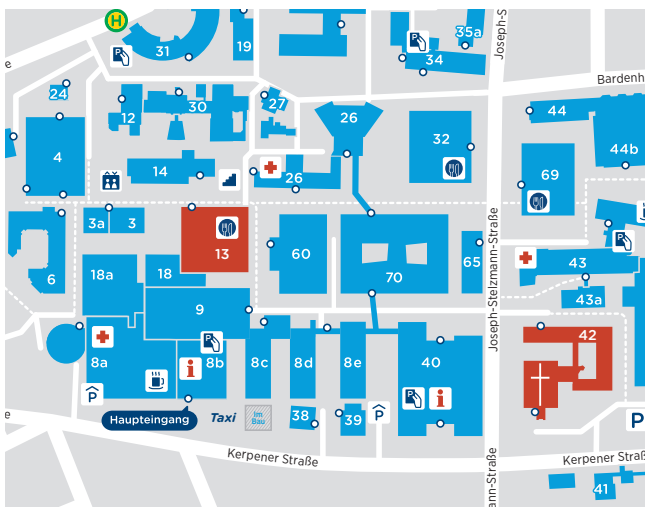 H
31
19
35a
34
Joseph-S
e
24
12
30
27
26
32
44
Bardenh
44b
4
14
26
69
3a
3
13
6
18a
18
60
70
65
Joseph-Stelzmann-Straße
43
43a
9
42
8a
i
8b
8c
8d
8e
40
i
P
P
Haupteingang
Taxi
Im
Bau
38
39
P
e
Kerpener Straße
Kerpener Straße
ann-Straße
41